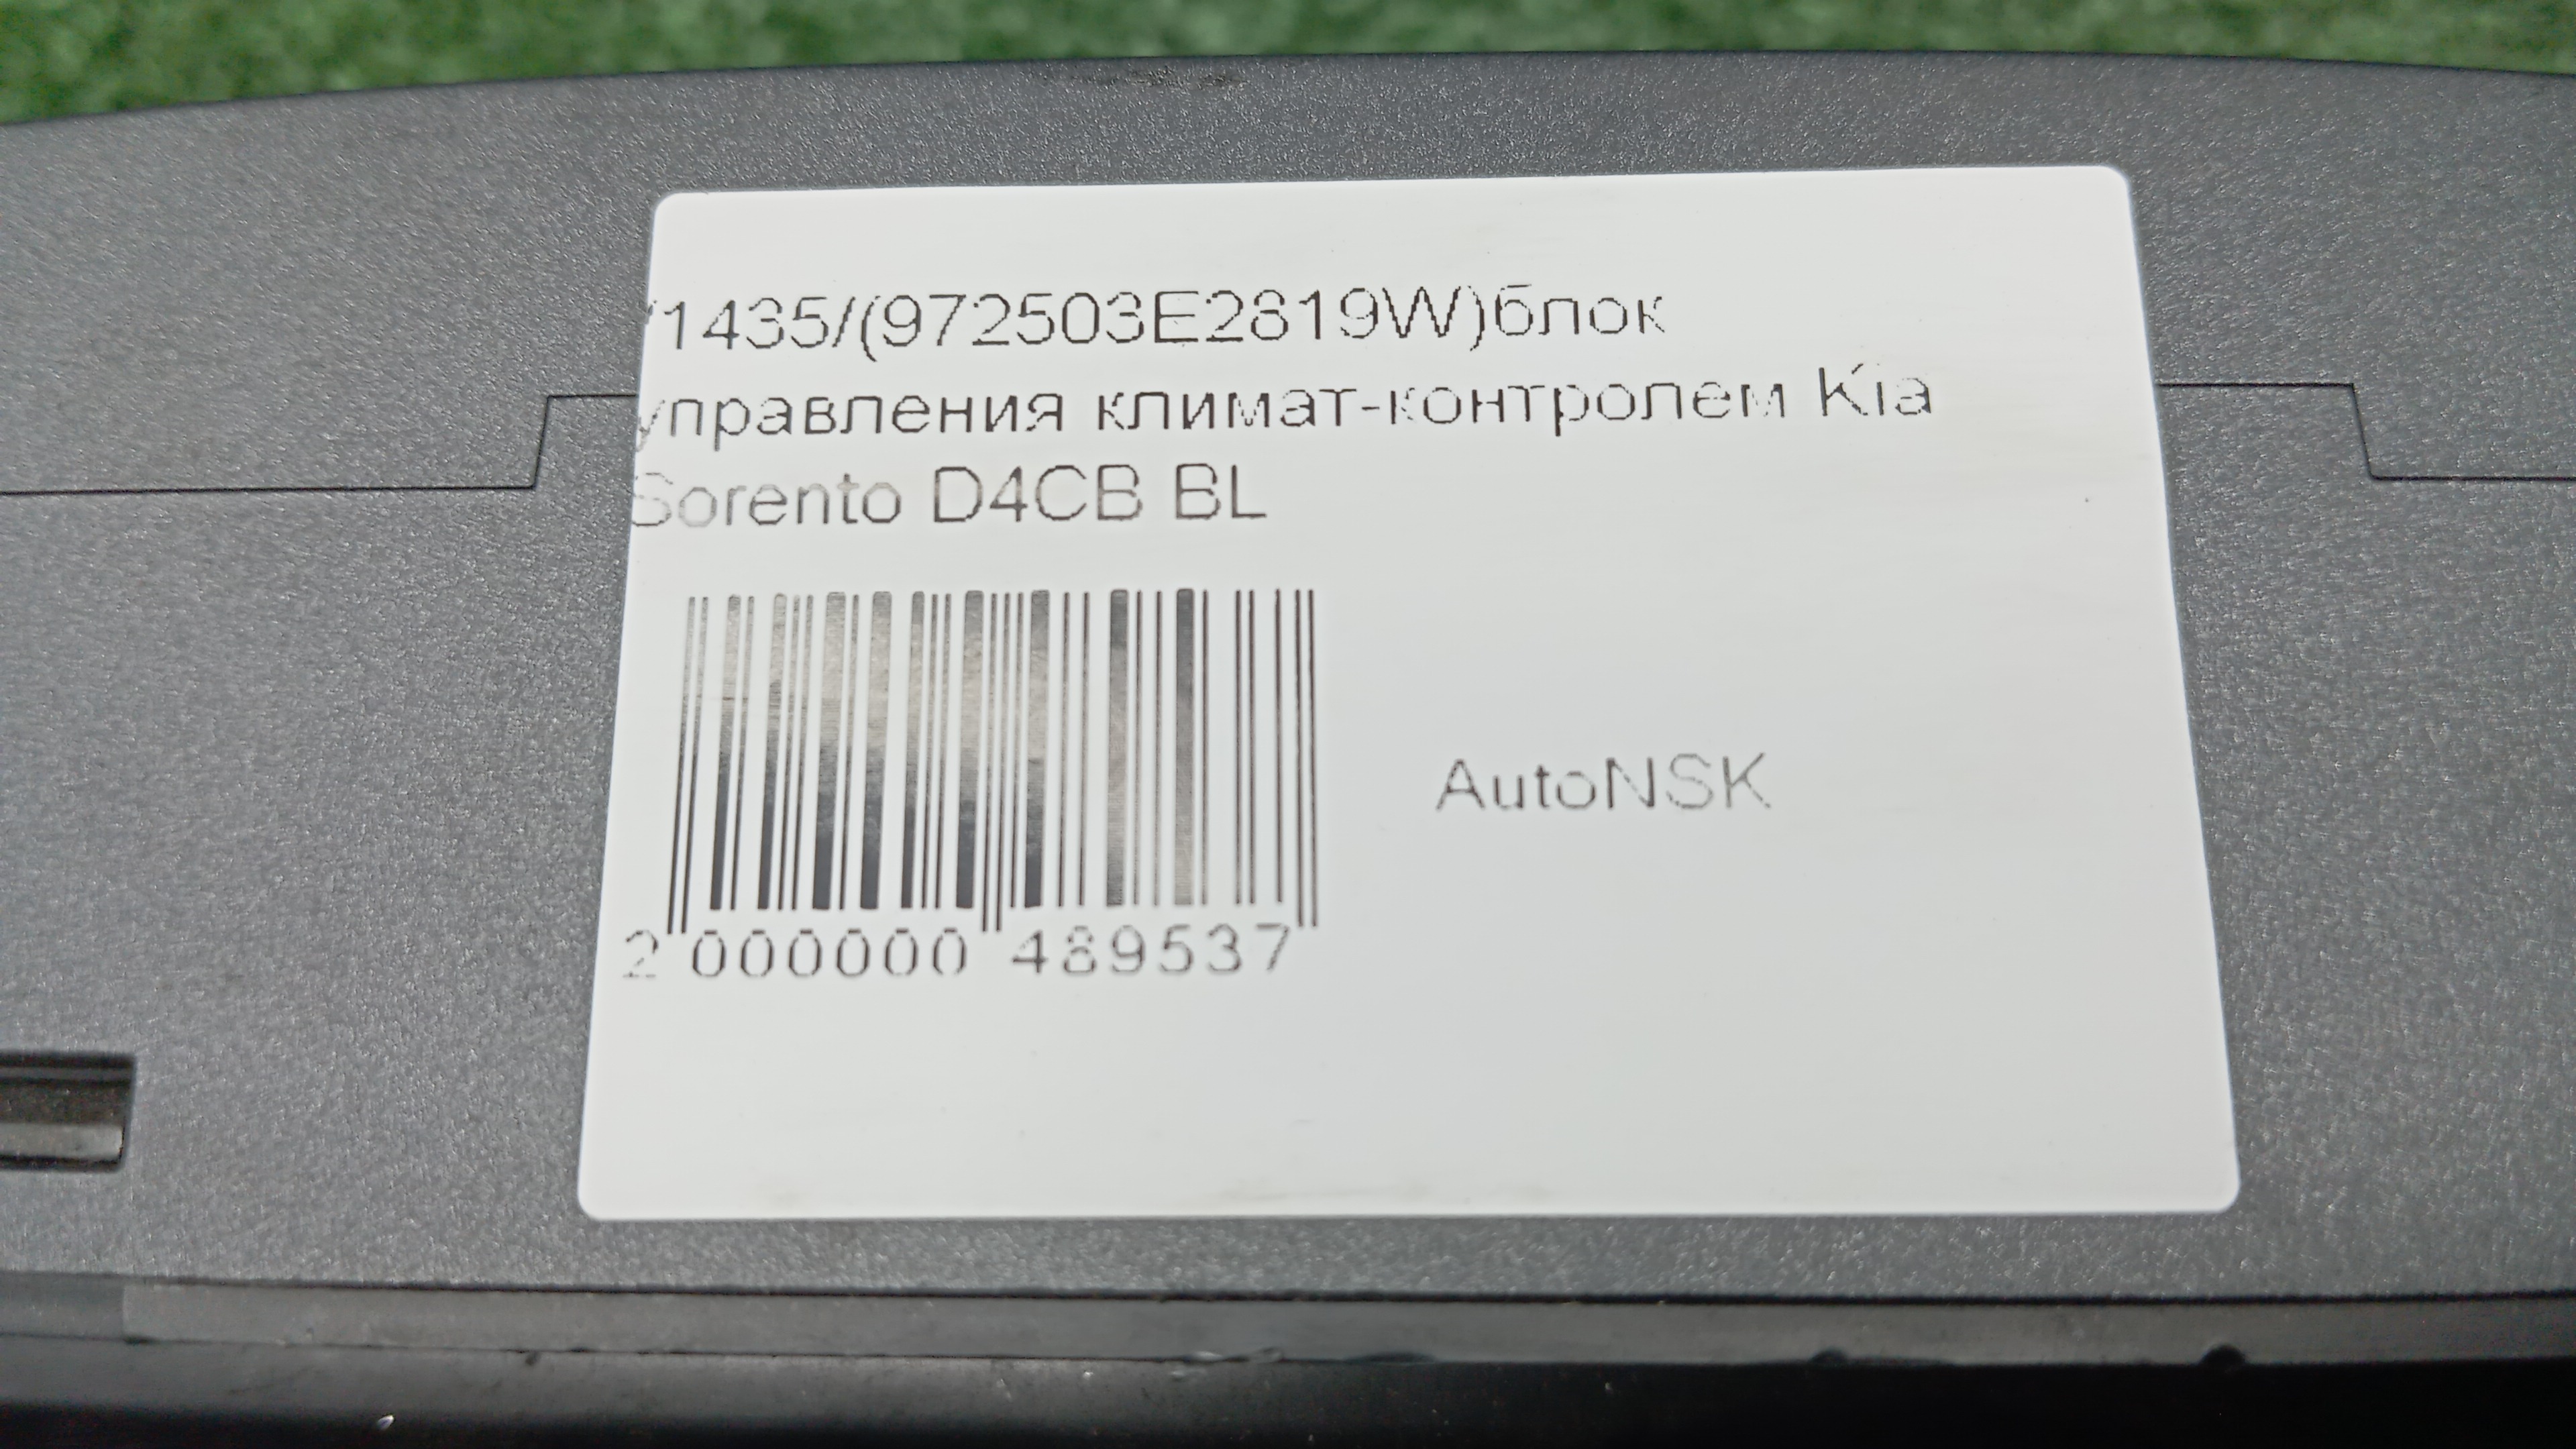 /1435/(972503E2819W)блок
управления климат-контролем Kia
Sorento D4CB BL
AutoNSK
2 000000 489537